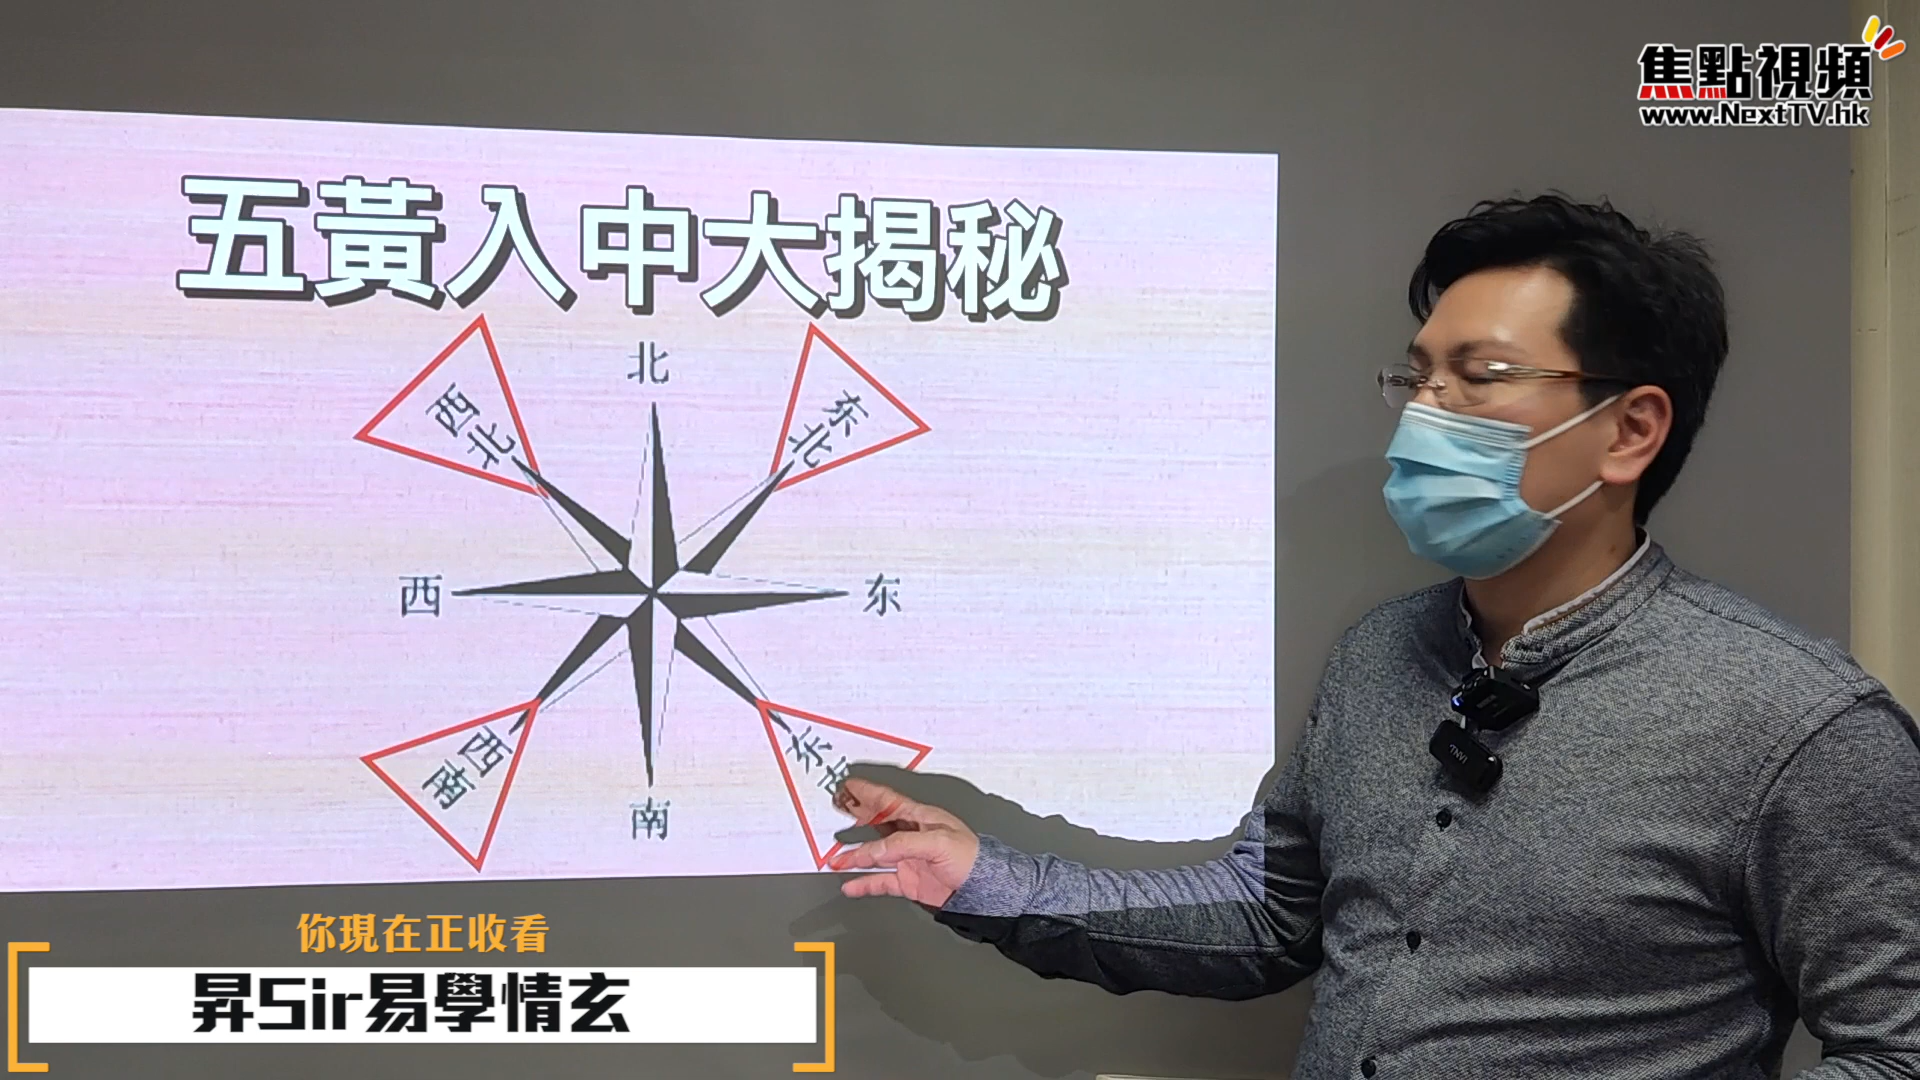 焦點視頻
www.NextTV.hk
五黃入中大揭秘
北
西北
东北
西
东
西南
东南
南
你現在正收看
昇Sir易學情玄